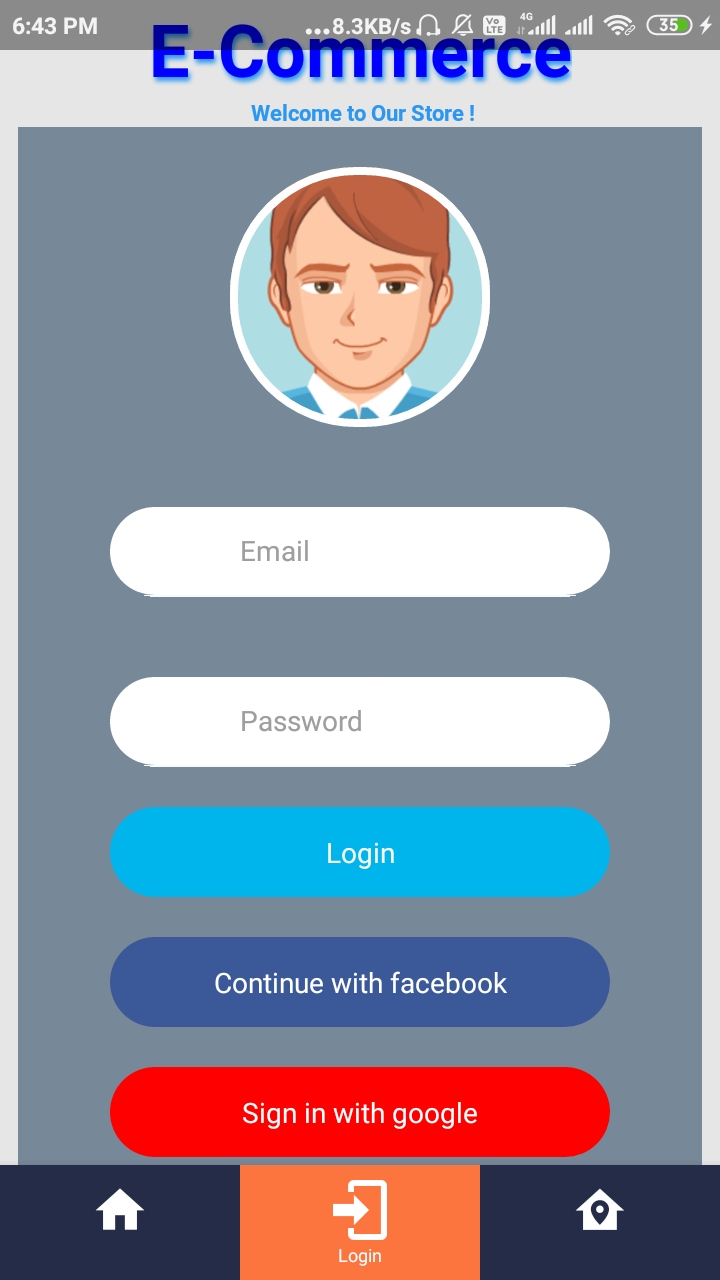 6:43 PM ...8.3KB/s Vo LTE 4G 35
E-Commerce
Welcome to Our Store !
Email
Password
Login
Continue with facebook
Sign in with google
Login